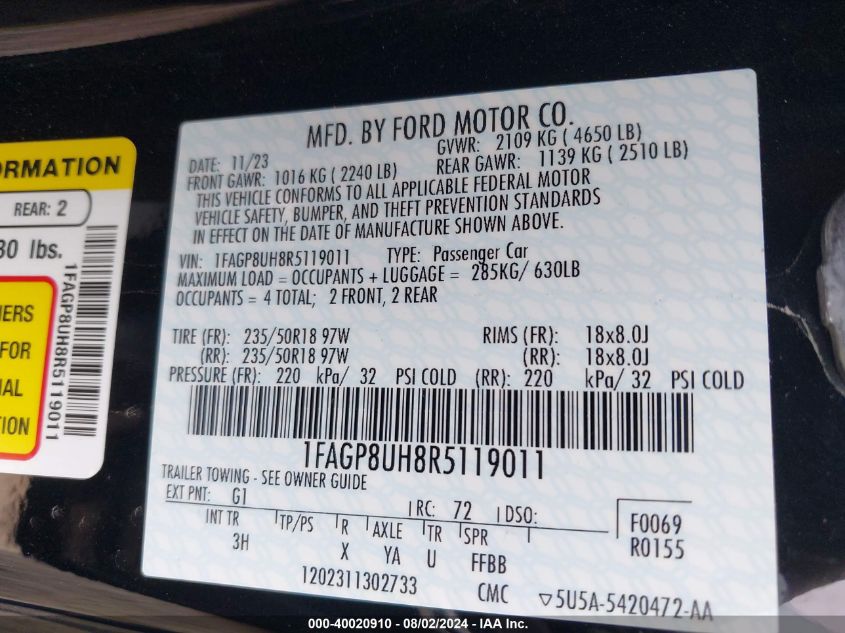 ORMATION
REAR: 2
30 lbs.
1FAGP8UH8R5119011
ERS
FOR
NAL
TION
MFD. BY FORD MOTOR CO.
DATE: 11/23 GVWR: 2109 KG ( 4650 LB)
FRONT GAWR: 1016 KG ( 2240 LB) REAR GAWR: 1139 KG ( 2510 LB)
THIS VEHICLE CONFORMS TO ALL APPLICABLE FEDERAL MOTOR
VEHICLE SAFETY, BUMPER, AND THEFT PREVENTION STANDARDS
IN EFFECT ON THE DATE OF MANUFACTURE SHOWN ABOVE.
VIN: 1FAGP8UH8R5119011 TYPE: Passenger Car
MAXIMUM LOAD = OCCUPANTS + LUGGAGE = 285KG/ 630LB
OCCUPANTS = 4 TOTAL; 2 FRONT, 2 REAR
TIRE (FR): 235/50R18 97W RIMS (FR): 18x8.0J
(RR): 235/50R18 97W (RR): 18x8.0J
PRESSURE (FR): 220 kPa/ 32 PSI COLD (RR): 220 kPa/ 32 PSI COLD
1FAGP8UH8R5119011
TRAILER TOWING - SEE OWNER GUIDE
EXT PNT: G1 RC: 72 DSO: F0069
INT TR TP/PS R AXLE TR SPR R0155
3H X YA U FFBB
1202311302733 CMC ▽5U5A-5420472-AA
000-40020910 - 08/02/2024 - IAAI.COM